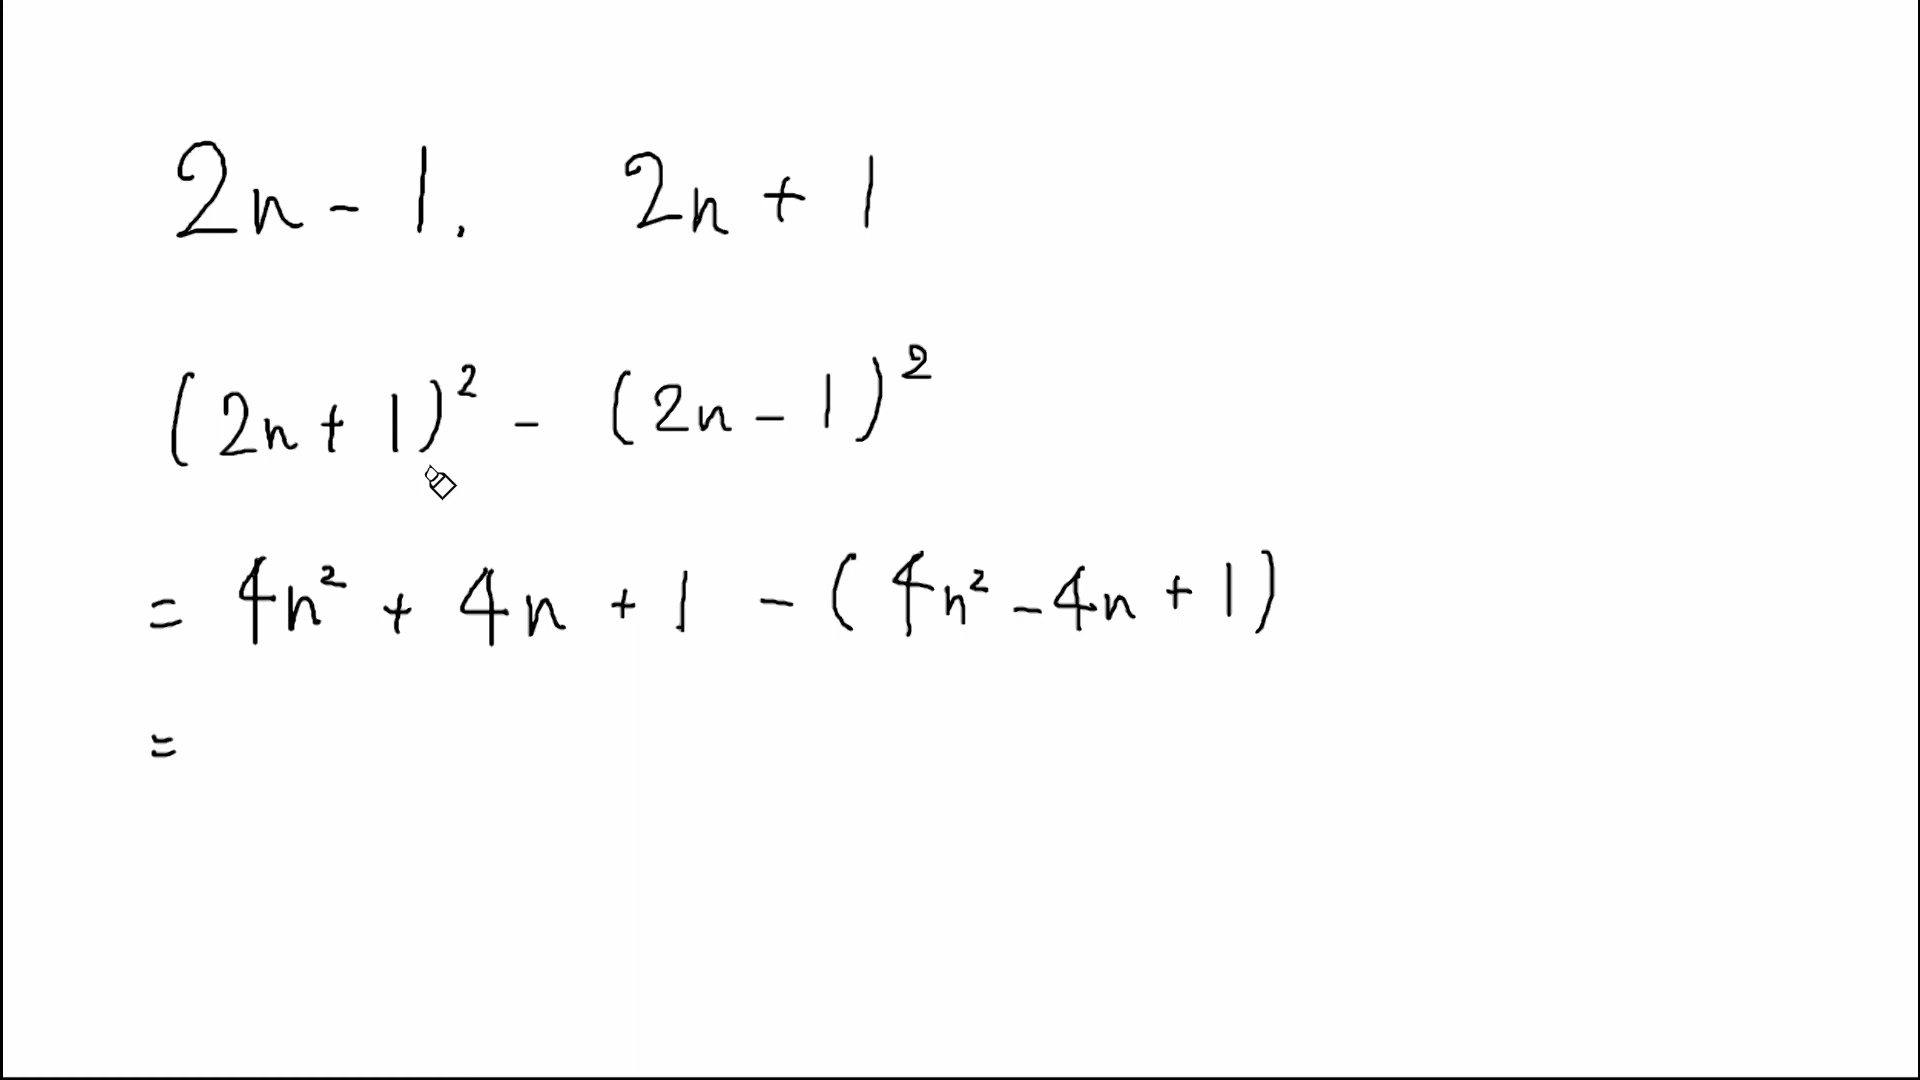 2n - 1. 2n + 1
(2n + 1)² - (2n - 1)²
= 4n² + 4n + 1 - (4n² - 4n + 1)
=